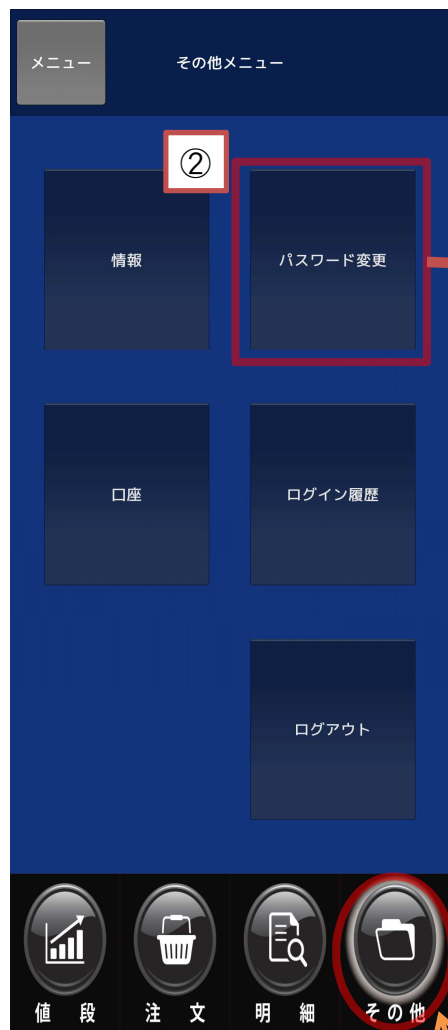 メニュー
その他メニュー
②
情報
パスワード変更
口座
ログイン履歴
ログアウト
値 段
注 文
明 細
その他